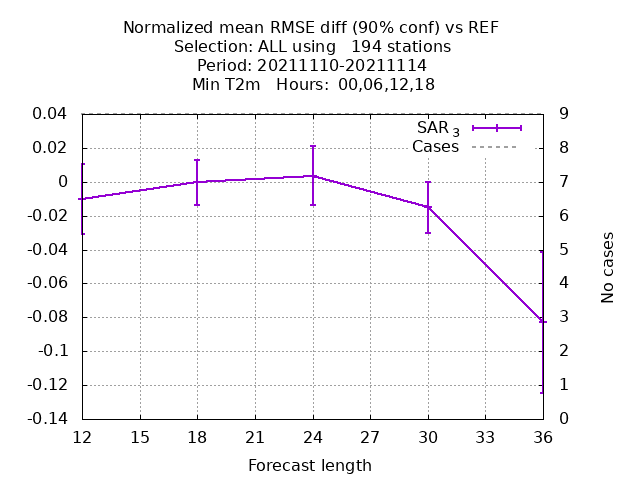 Normalized mean RMSE diff (90% conf) vs REF
Selection: ALL using   194 stations
Period: 20211110-20211114
Min T2m   Hours:  00,06,12,18
SAR 3
Cases
0.04
0.02
0
-0.02
-0.04
-0.06
-0.08
-0.1
-0.12
-0.14
9
8
7
6
5
4
3
2
1
0
No cases
12 15 18 21 24 27 30 33 36
Forecast length